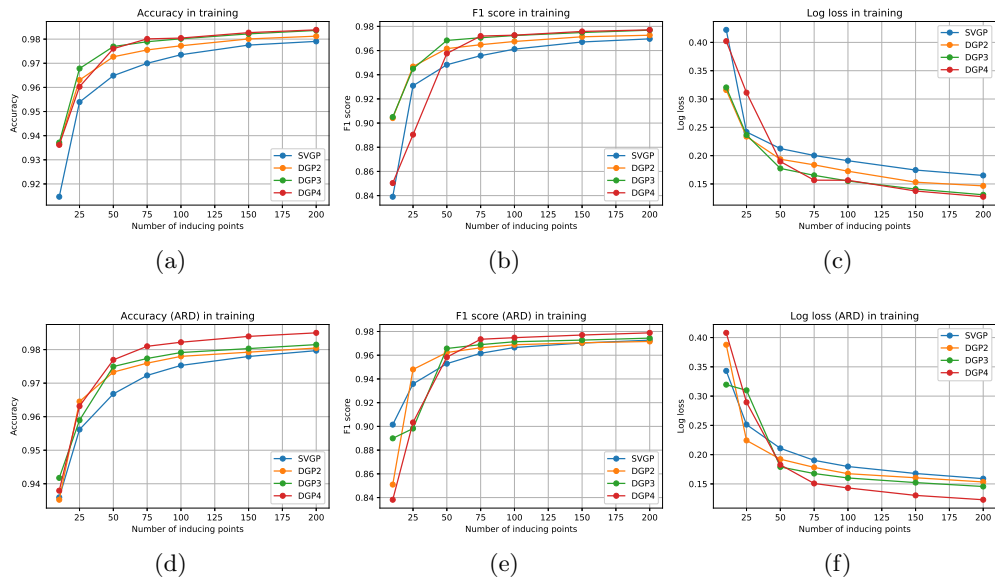 Accuracy in training
Accuracy
0.98
0.97
0.96
0.95
0.94
0.93
0.92
25 50 75 100 125 150 175 200
Number of inducing points
SVGP
DGP2
DGP3
DGP4
(a)
F1 score in training
F1 score
0.98
0.96
0.94
0.92
0.90
0.88
0.86
0.84
25 50 75 100 125 150 175 200
Number of inducing points
SVGP
DGP2
DGP3
DGP4
(b)
Log loss in training
Log loss
0.40
0.35
0.30
0.25
0.20
0.15
25 50 75 100 125 150 175 200
Number of inducing points
SVGP
DGP2
DGP3
DGP4
(c)
Accuracy (ARD) in training
Accuracy
0.98
0.97
0.96
0.95
0.94
25 50 75 100 125 150 175 200
Number of inducing points
SVGP
DGP2
DGP3
DGP4
(d)
F1 score (ARD) in training
F1 score
0.98
0.96
0.94
0.92
0.90
0.88
0.86
0.84
25 50 75 100 125 150 175 200
Number of inducing points
SVGP
DGP2
DGP3
DGP4
(e)
Log loss (ARD) in training
Log loss
0.40
0.35
0.30
0.25
0.20
0.15
25 50 75 100 125 150 175 200
Number of inducing points
SVGP
DGP2
DGP3
DGP4
(f)